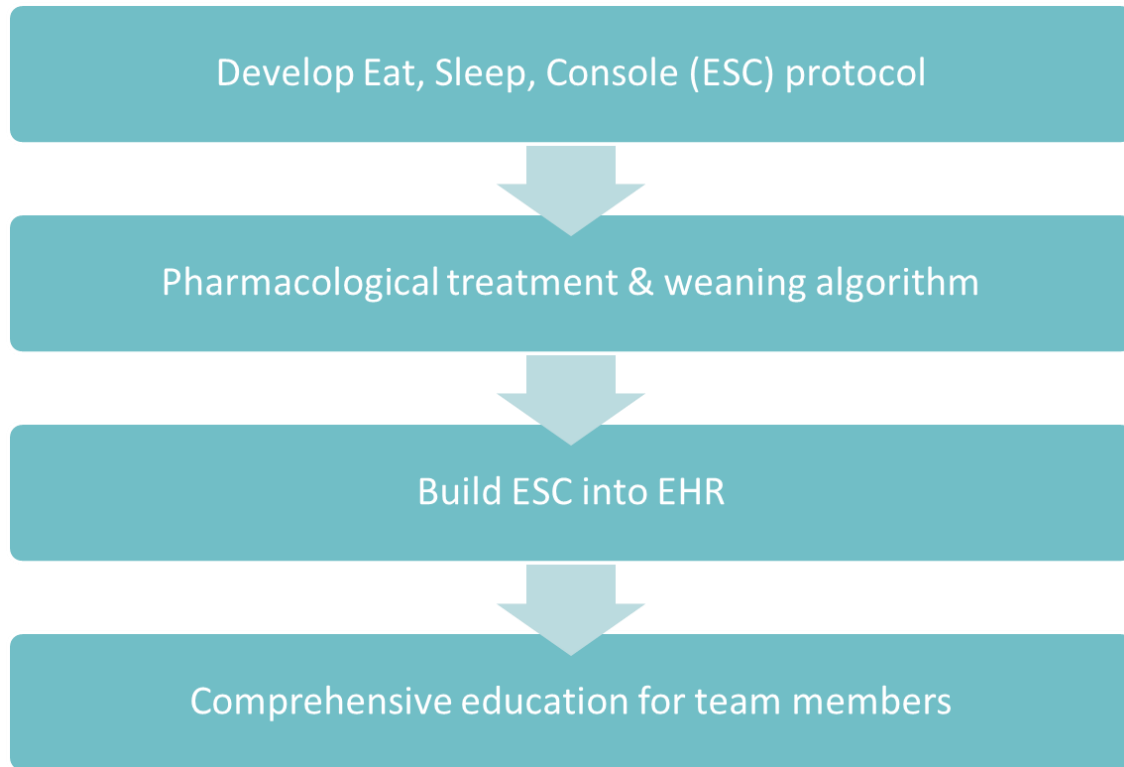 Develop Eat, Sleep, Console (ESC) protocol
Pharmacological treatment & weaning algorithm
Build ESC into EHR
Comprehensive education for team members